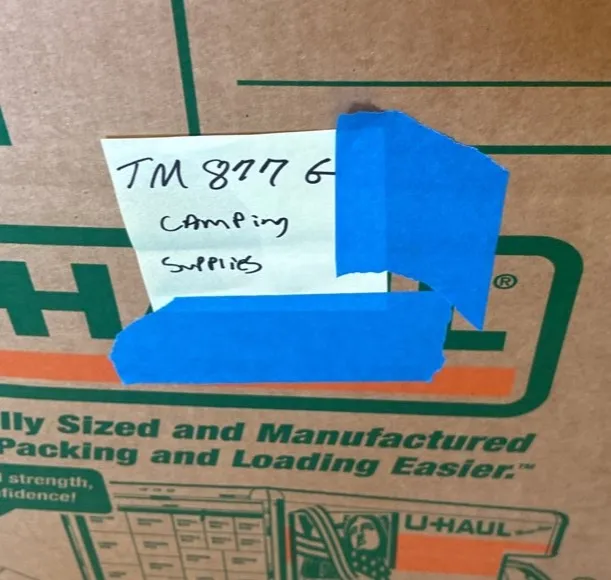 TM 877 G
CAMPing
Supplies
®
lly Sized and Manufactured
Packing and Loading Easier.™
strength,
fidence!
U-HAUL